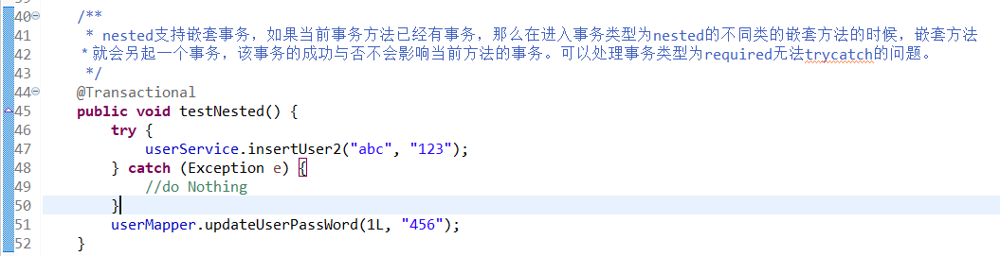 40 /**
41 * nested支持嵌套事务，如果当前事务方法已经有事务，那么在进入事务类型为nested的不同类的嵌套方法的时候，嵌套方法
42 * 就会另起一个事务，该事务的成功与否不会影响当前方法的事务。可以处理事务类型为required无法trycatch的问题。
43 */
44 @Transactional
45 public void testNested() {
46 try {
47 userService.insertUser2("abc", "123");
48 } catch (Exception e) {
49 //do Nothing
50 }
51 userMapper.updateUserPassWord(1L, "456");
52 }